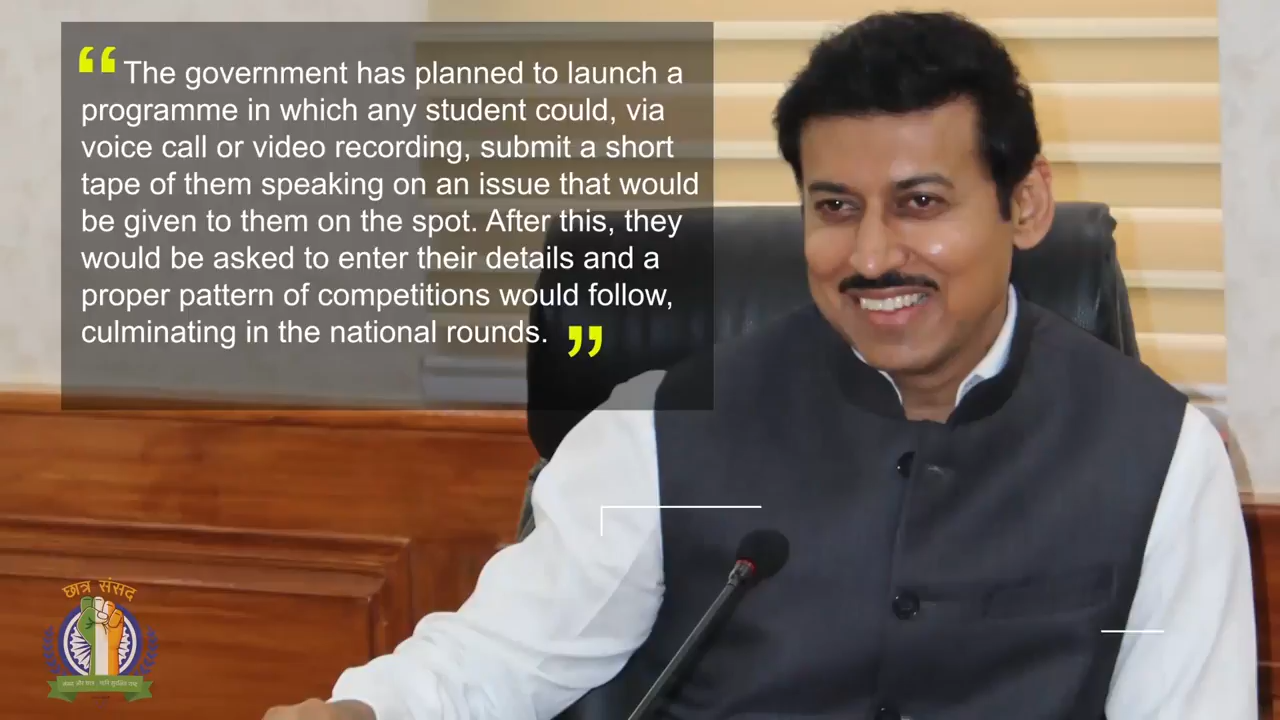 “ The government has planned to launch a
programme in which any student could, via
voice call or video recording, submit a short
tape of them speaking on an issue that would
be given to them on the spot. After this, they
would be asked to enter their details and a
proper pattern of competitions would follow,
culminating in the national rounds. ”
छात्र संसद